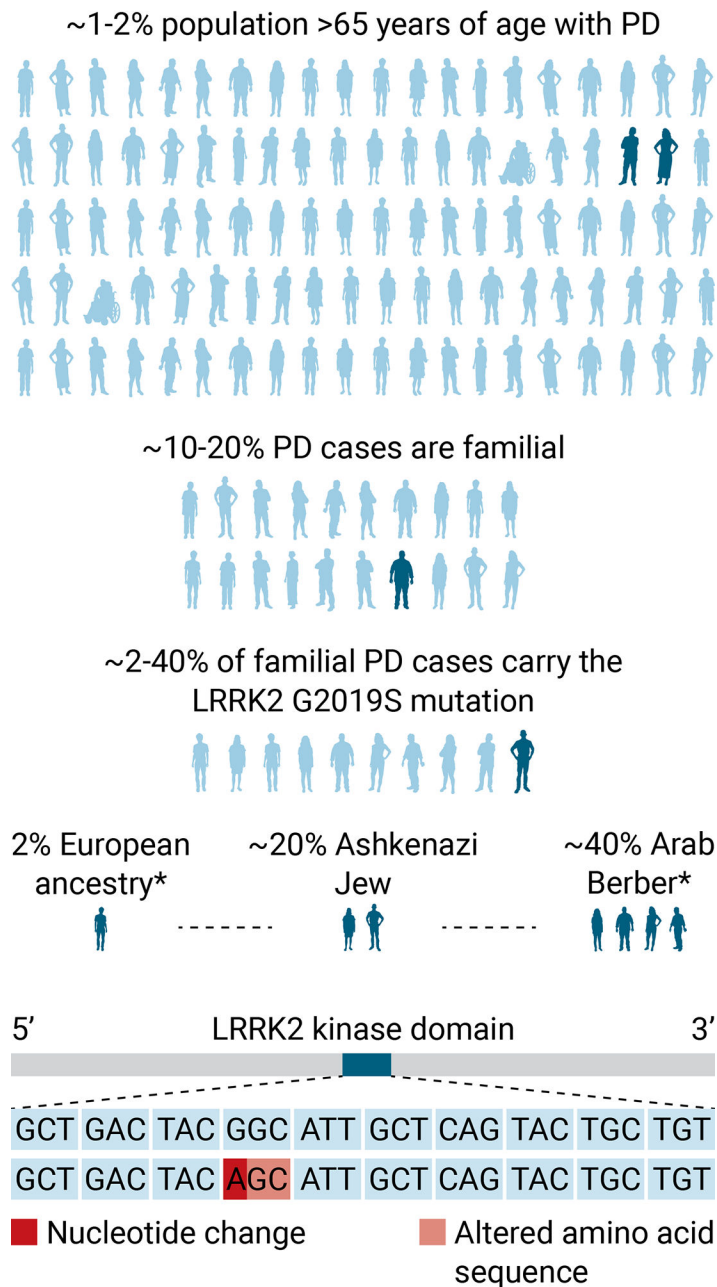 ~1-2% population >65 years of age with PD
~10-20% PD cases are familial
~2-40% of familial PD cases carry the
LRRK2 G2019S mutation
2% European
ancestry*
~20% Ashkenazi
Jew
~40% Arab
Berber*
5’ LRRK2 kinase domain 3’
GCT GAC TAC GGC ATT GCT CAG TAC TGC TGT
GCT GAC TAC AGC ATT GCT CAG TAC TGC TGT
Nucleotide change
Altered amino acid
sequence